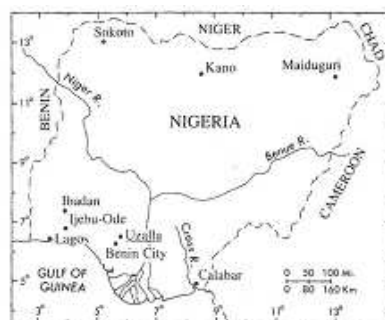 NIGER
CHAD
13°
Sokoto
Kano
Maiduguri
11°
Niger R.
BENIN
NIGERIA
9°
Benue R.
CAMEROON
Ibadan
7°
Ijebu-Ode
Lagos
Uzalla
Benin City
Cross R.
Calabar
GULF OF
GUINEA
5°
0 50 100 Mi.
0 80 160 Km.
3° 5° 7° 9° 11° 13°